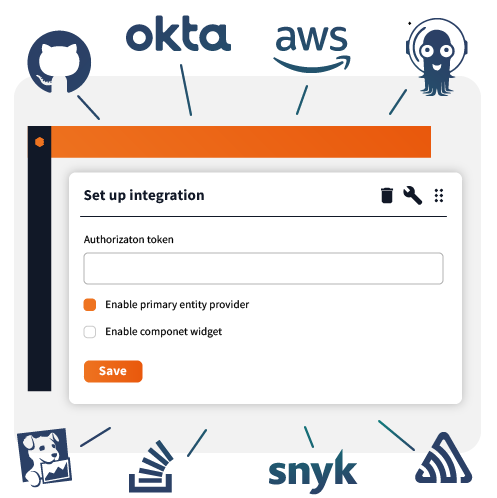 okta
aws
Set up integration
Authorizaton token
Enable primary entity provider
Enable componet widget
Save
snyk